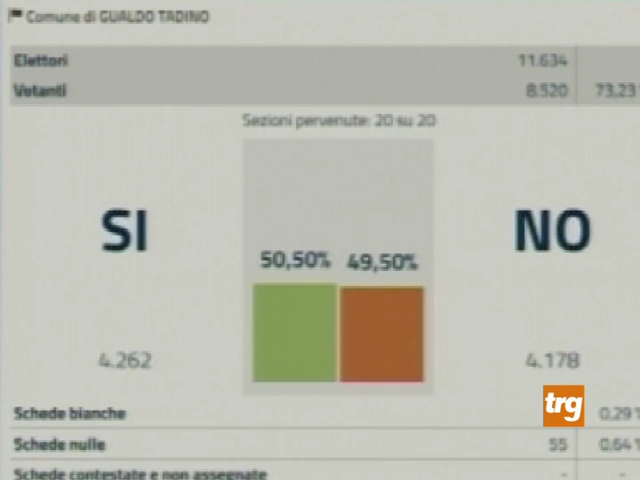 Comune di GUALDO TADINO
Elettori 11.634
Votanti 8.520 73,23
Sezioni pervenute: 20 su 20
SI NO
50,50% 49,50%
4.262 4.178
trg
Schede bianche 0,29
Schede nulle 55 0,64
Schede contestate e non assegnate - -